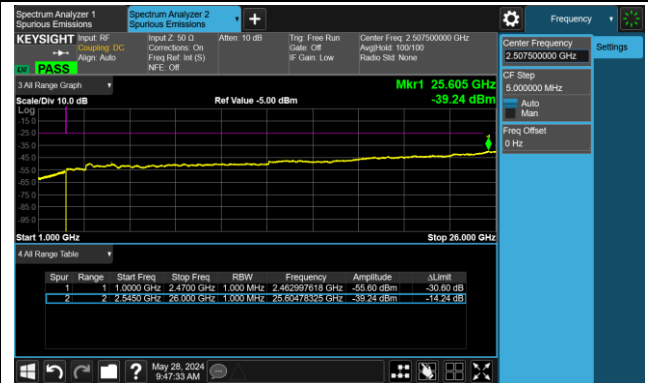 Spectrum Analyzer 1
Spurious Emissions
Spectrum Analyzer 2
Spurious Emissions
Frequency
KEYSIGHT
Input: RF
Coupling: DC
Align: Auto
Input Z: 50 Ω
Corrections: On
Freq Ref: Int (S)
NFE: Off
Atten: 10 dB
Trig: Free Run
Gate: Off
IF Gain: Low
Center Freq: 2.507500000 GHz
Avg|Hold: 100/100
Radio Std: None
PASS
3 All Range Graph
Mkr1 25.605 GHz
Scale/Div 10.0 dB
Ref Value -5.00 dBm
-39.24 dBm
Log
-15.0
-25.0
-35.0
-45.0
-55.0
-65.0
-75.0
-85.0
-95.0
1
Start 1.000 GHz
Stop 26.000 GHz
4 All Range Table
Spur Range Start Freq Stop Freq RBW Frequency Amplitude ΔLimit
1 1 1.0000 GHz 2.4700 GHz 1.000 MHz 2.462997618 GHz -55.60 dBm -30.60 dB
2 2 2.5450 GHz 26.000 GHz 1.000 MHz 25.60478325 GHz -39.24 dBm -14.24 dB
May 28, 2024
9:47:33 AM
Center Frequency
2.507500000 GHz
Settings
CF Step
5.000000 MHz
Auto
Man
Freq Offset
0 Hz